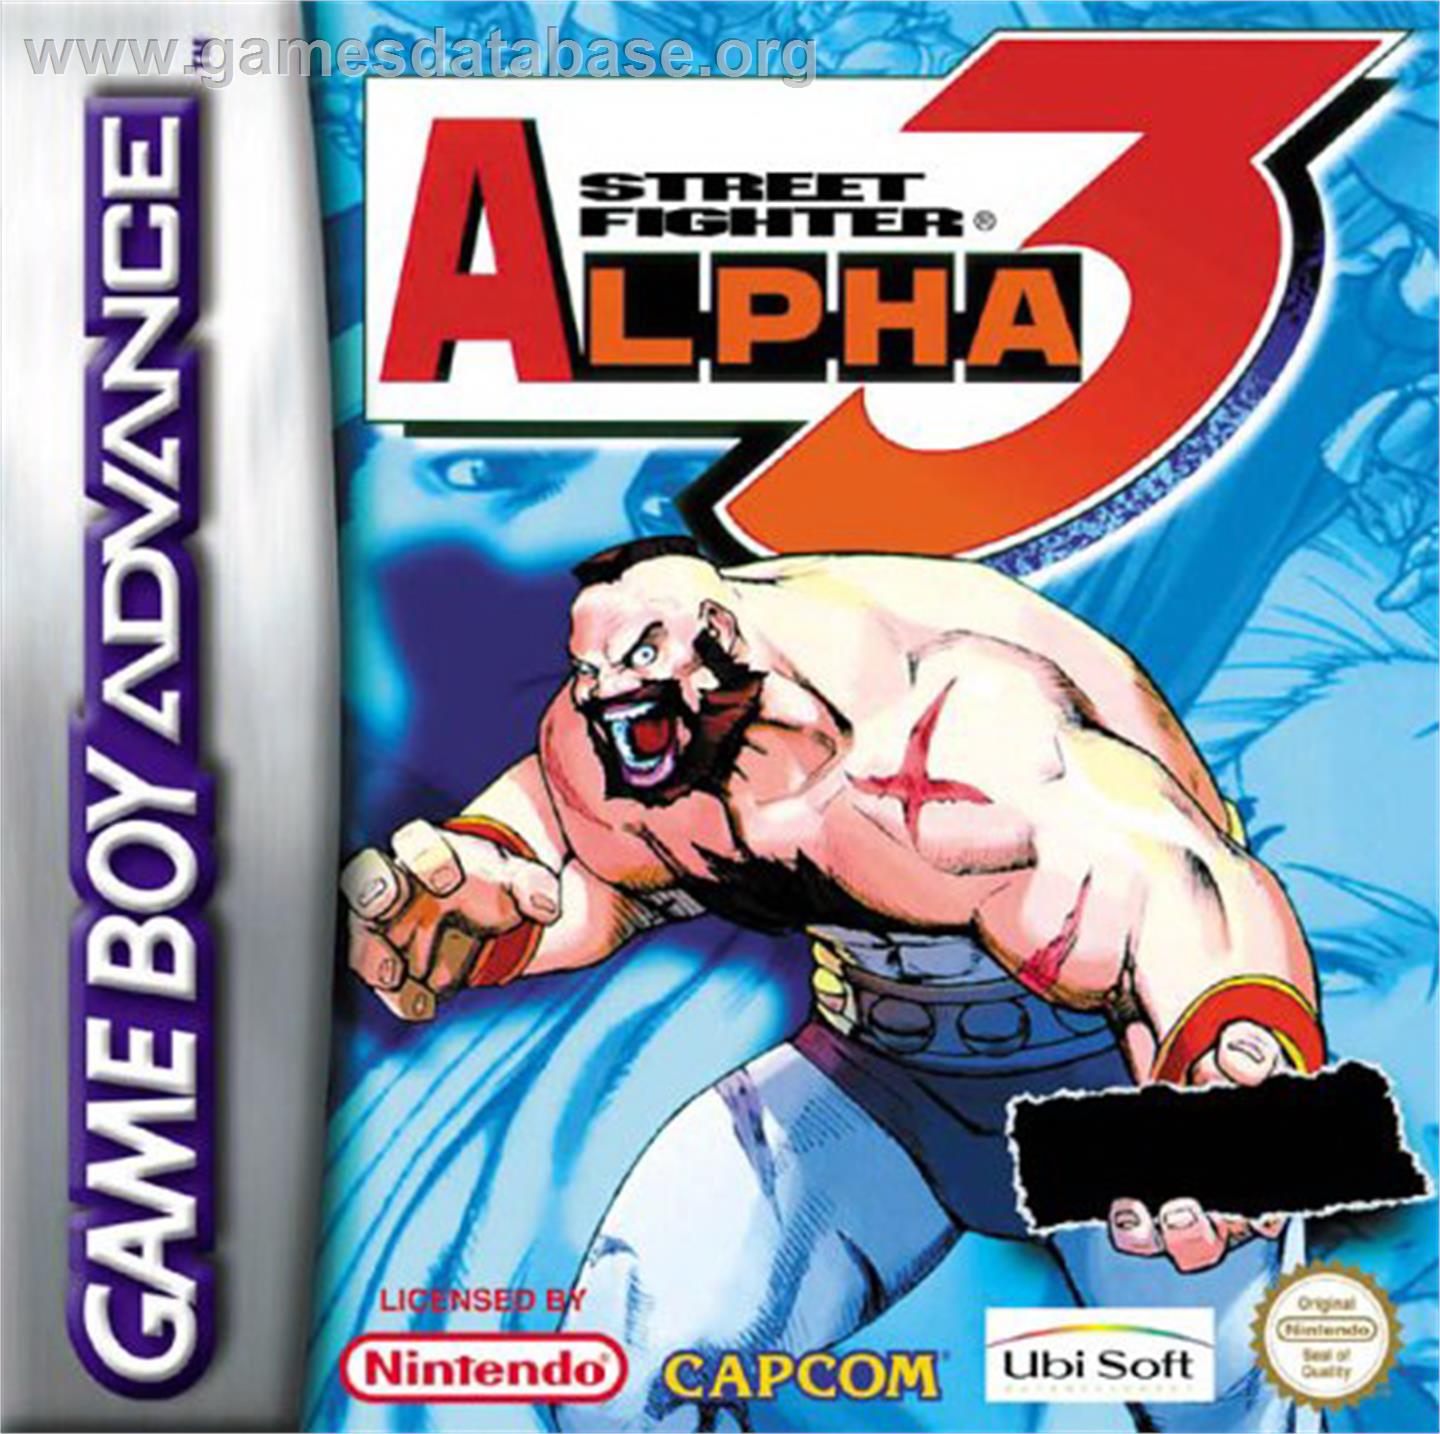 www.gamesdatabase.org
GAME BOY ADVANCE™
STREET
FIGHTER®
ALPHA 3
LICENSED BY
Nintendo®
CAPCOM
Ubi Soft
Original
Nintendo
Seal of
Quality